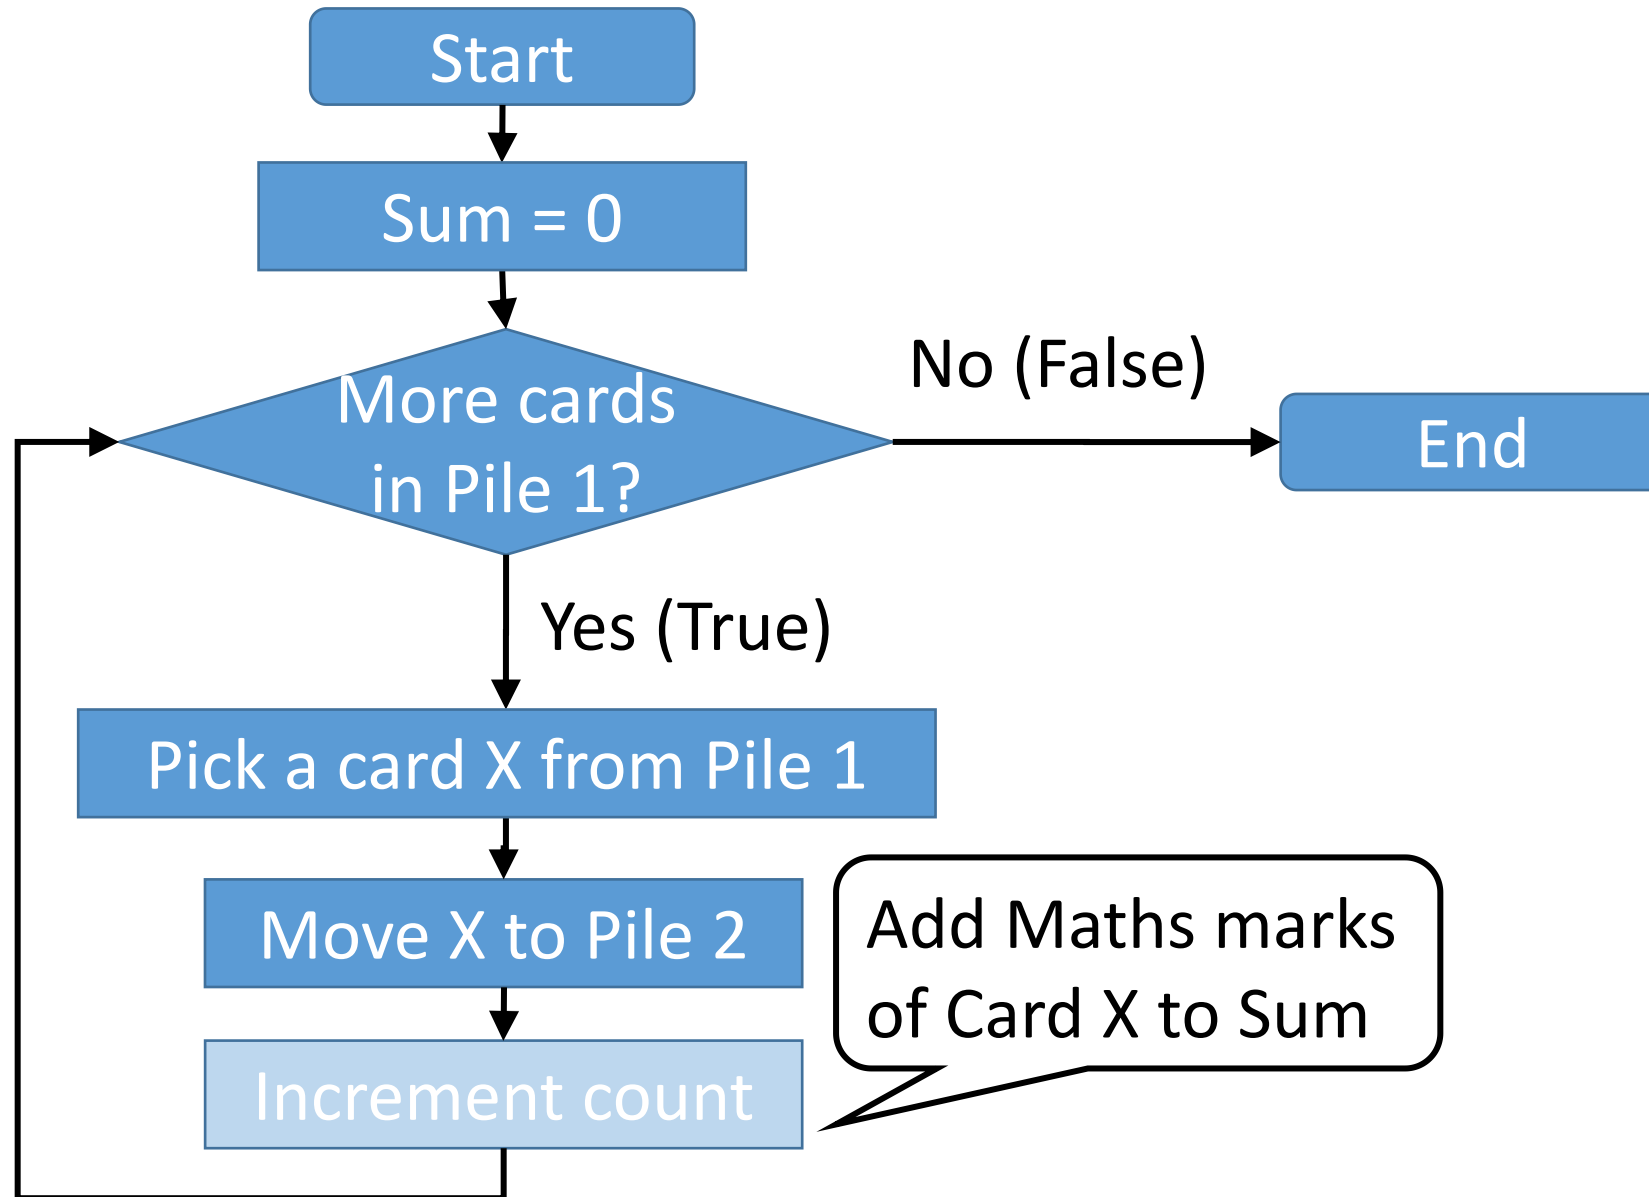 Start
Sum = 0
More cards
in Pile 1?
No (False)
End
Yes (True)
Pick a card X from Pile 1
Move X to Pile 2
Add Maths marks
of Card X to Sum
Increment count